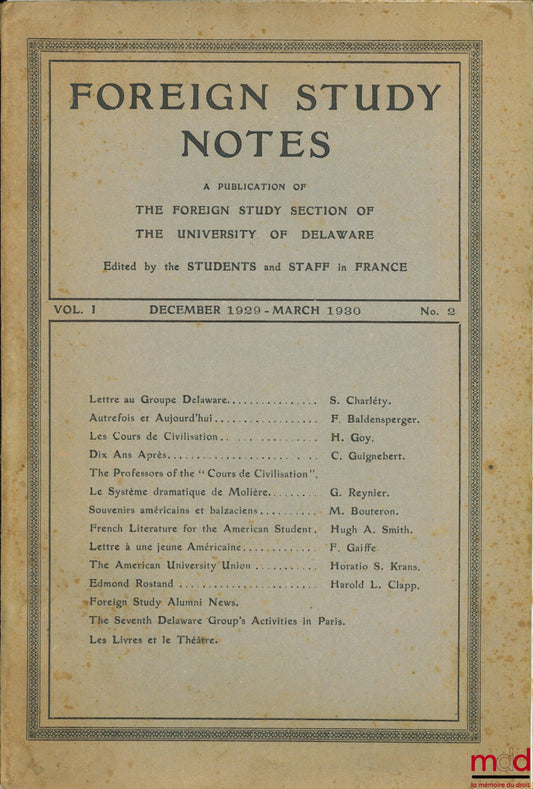 FOREIGN STUDY
NOTES
A PUBLICATION OF
THE FOREIGN STUDY SECTION OF
THE UNIVERSITY OF DELAWARE
Edited by the STUDENTS and STAFF in FRANCE
VOL. I DECEMBER 1929 - MARCH 1930 No. 2
Lettre au Groupe Delaware................ S. Charléty.
Autrefois et Aujourd'hui.................. F. Baldensperger.
Les Cours de Civilisation.. . ........... H. Goy.
Dix Ans Après...................... . ... C. Guignebert.
The Professors of the “ Cours de Civilisation”.
Le Système dramatique de Molière......... G. Reynier.
Souvenirs américains et balzaciens.......... M. Bouteron.
French Literature for the American Student . Hugh A. Smith.
Lettre à une jeune Américaine............. F. Gaiffe
The American University Union ........... Horatio S. Krans.
Edmond Rostand ........................ Harold L. Clapp.
Foreign Study Alumni News.
The Seventh Delaware Group's Activities in Paris.
Les Livres et le Théâtre.
mdd
la mémoire du droit